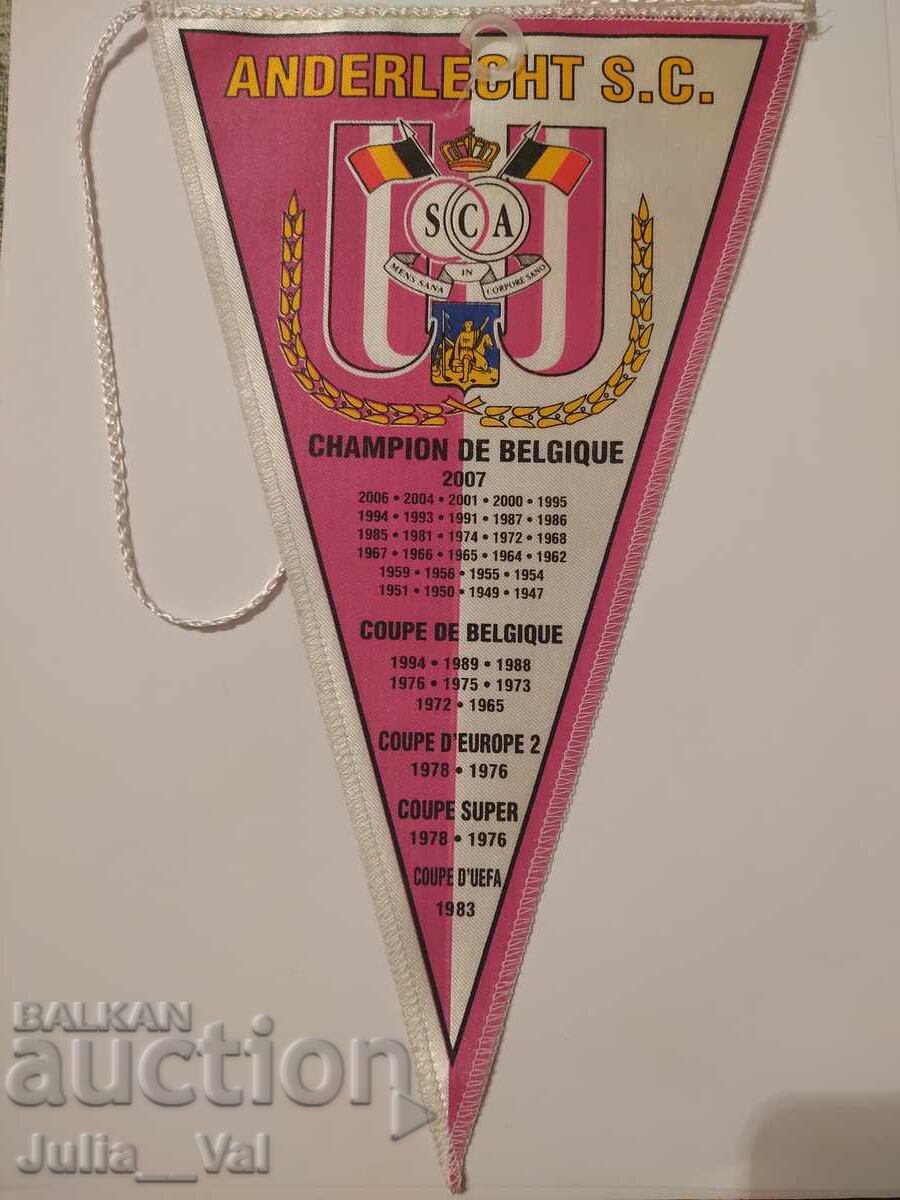 ANDERLECHT S.C.
SCA
MENS SANA IN CORPORE SANO
CHAMPION DE BELGIQUE
2007
2006 • 2004 • 2001 • 2000 • 1995
1994 • 1993 • 1991 • 1987 • 1986
1985 • 1981 • 1974 • 1972 • 1968
1967 • 1966 • 1965 • 1964 • 1962
1959 • 1956 • 1955 • 1954
1951 • 1950 • 1949 • 1947
COUPE DE BELGIQUE
1994 • 1989 • 1988
1976 • 1975 • 1973
1972 • 1965
COUPE D'EUROPE 2
1978 • 1976
COUPE SUPER
1978 • 1976
COUPE D'UEFA
1983
BALKAN
auction
Julia__Val